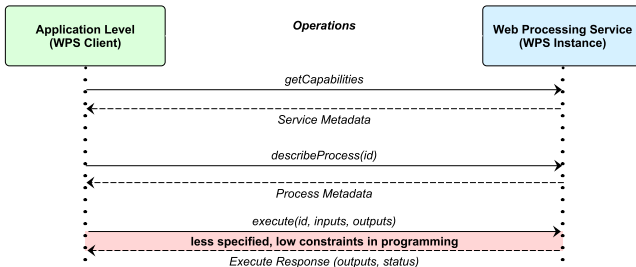 Application Level
(WPS Client)
Operations
Web Processing Service
(WPS Instance)
getCapabilities
Service Metadata
describeProcess(id)
Process Metadata
execute(id, inputs, outputs)
less specified, low constraints in programming
Execute Response (outputs, status)